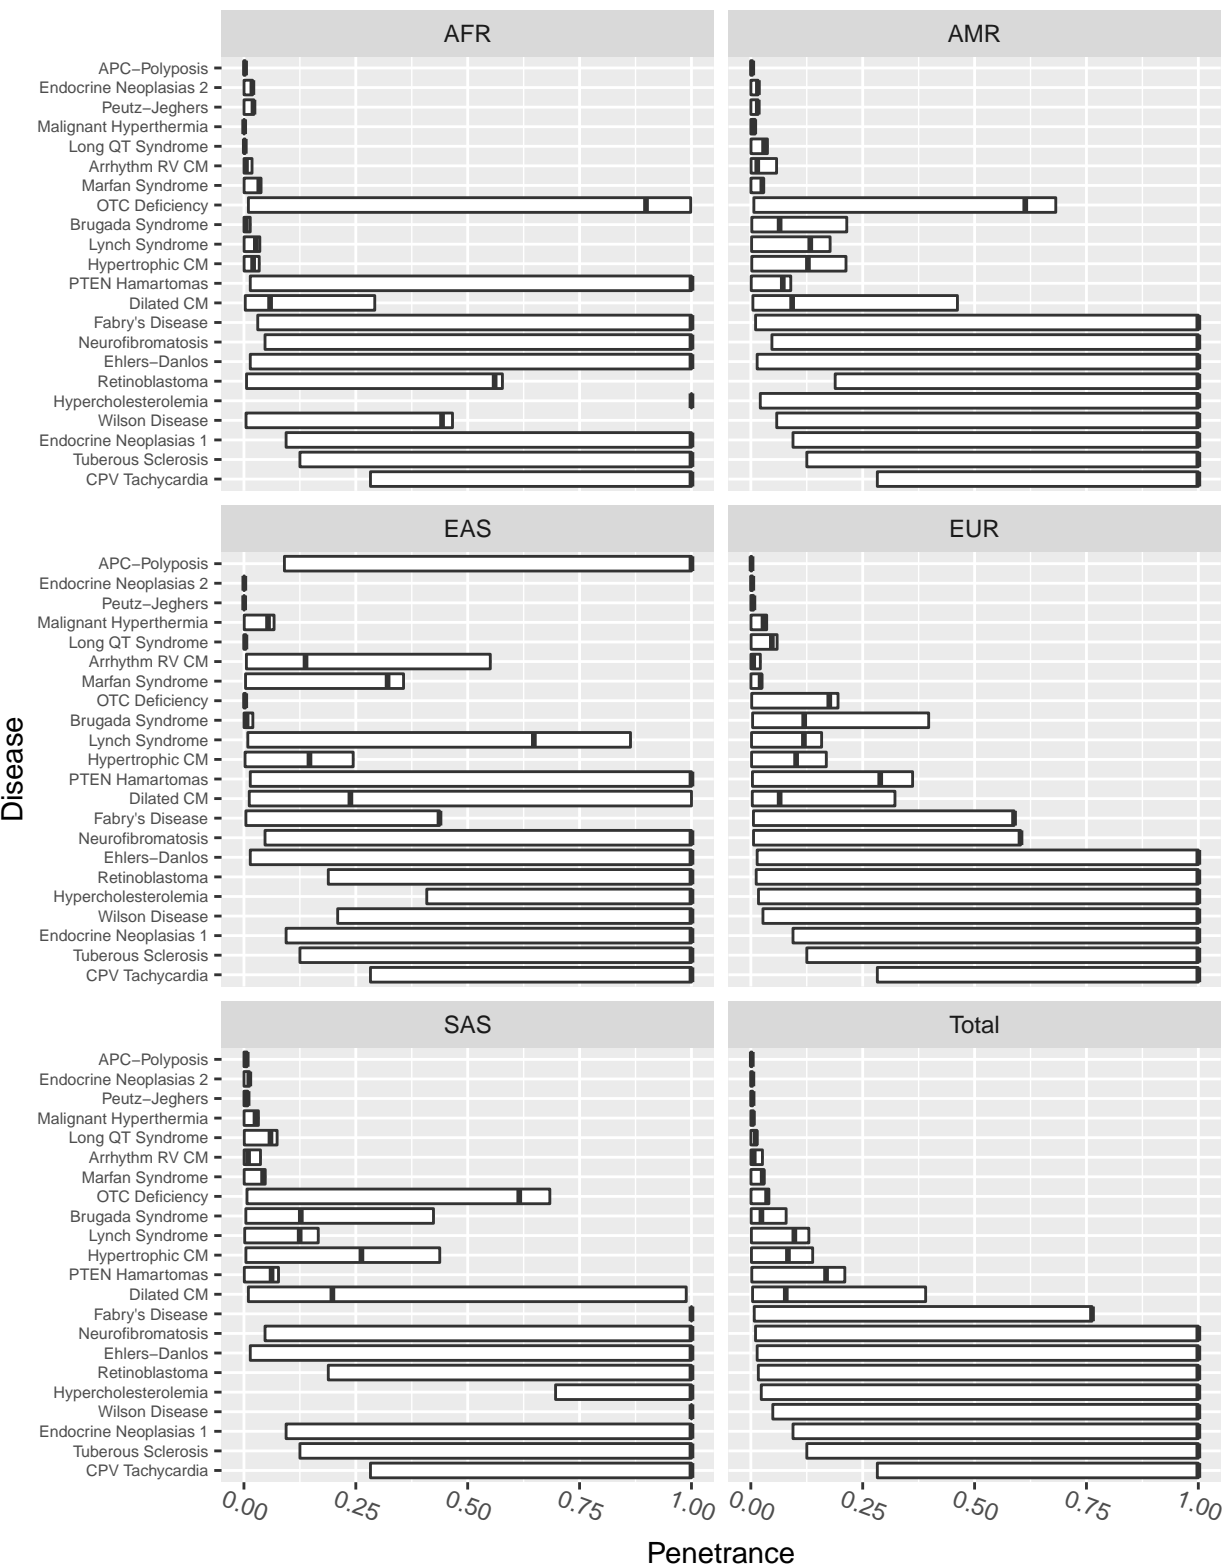 AFR
AMR
APC−Polyposis
Endocrine Neoplasias 2
Peutz−Jeghers
Malignant Hyperthermia
Long QT Syndrome
Arrhythm RV CM
Marfan Syndrome
OTC Deficiency
Brugada Syndrome
Lynch Syndrome
Hypertrophic CM
PTEN Hamartomas
Dilated CM
Fabry's Disease
Neurofibromatosis
Ehlers−Danlos
Retinoblastoma
Hypercholesterolemia
Wilson Disease
Endocrine Neoplasias 1
Tuberous Sclerosis
CPV Tachycardia
EAS
EUR
APC−Polyposis
Endocrine Neoplasias 2
Peutz−Jeghers
Malignant Hyperthermia
Long QT Syndrome
Arrhythm RV CM
Marfan Syndrome
OTC Deficiency
Brugada Syndrome
Lynch Syndrome
Hypertrophic CM
PTEN Hamartomas
Dilated CM
Fabry's Disease
Neurofibromatosis
Ehlers−Danlos
Retinoblastoma
Hypercholesterolemia
Wilson Disease
Endocrine Neoplasias 1
Tuberous Sclerosis
CPV Tachycardia
Disease
SAS
Total
APC−Polyposis
Endocrine Neoplasias 2
Peutz−Jeghers
Malignant Hyperthermia
Long QT Syndrome
Arrhythm RV CM
Marfan Syndrome
OTC Deficiency
Brugada Syndrome
Lynch Syndrome
Hypertrophic CM
PTEN Hamartomas
Dilated CM
Fabry's Disease
Neurofibromatosis
Ehlers−Danlos
Retinoblastoma
Hypercholesterolemia
Wilson Disease
Endocrine Neoplasias 1
Tuberous Sclerosis
CPV Tachycardia
0.00 0.25 0.50 0.75 1.00
0.00 0.25 0.50 0.75 1.00
Penetrance